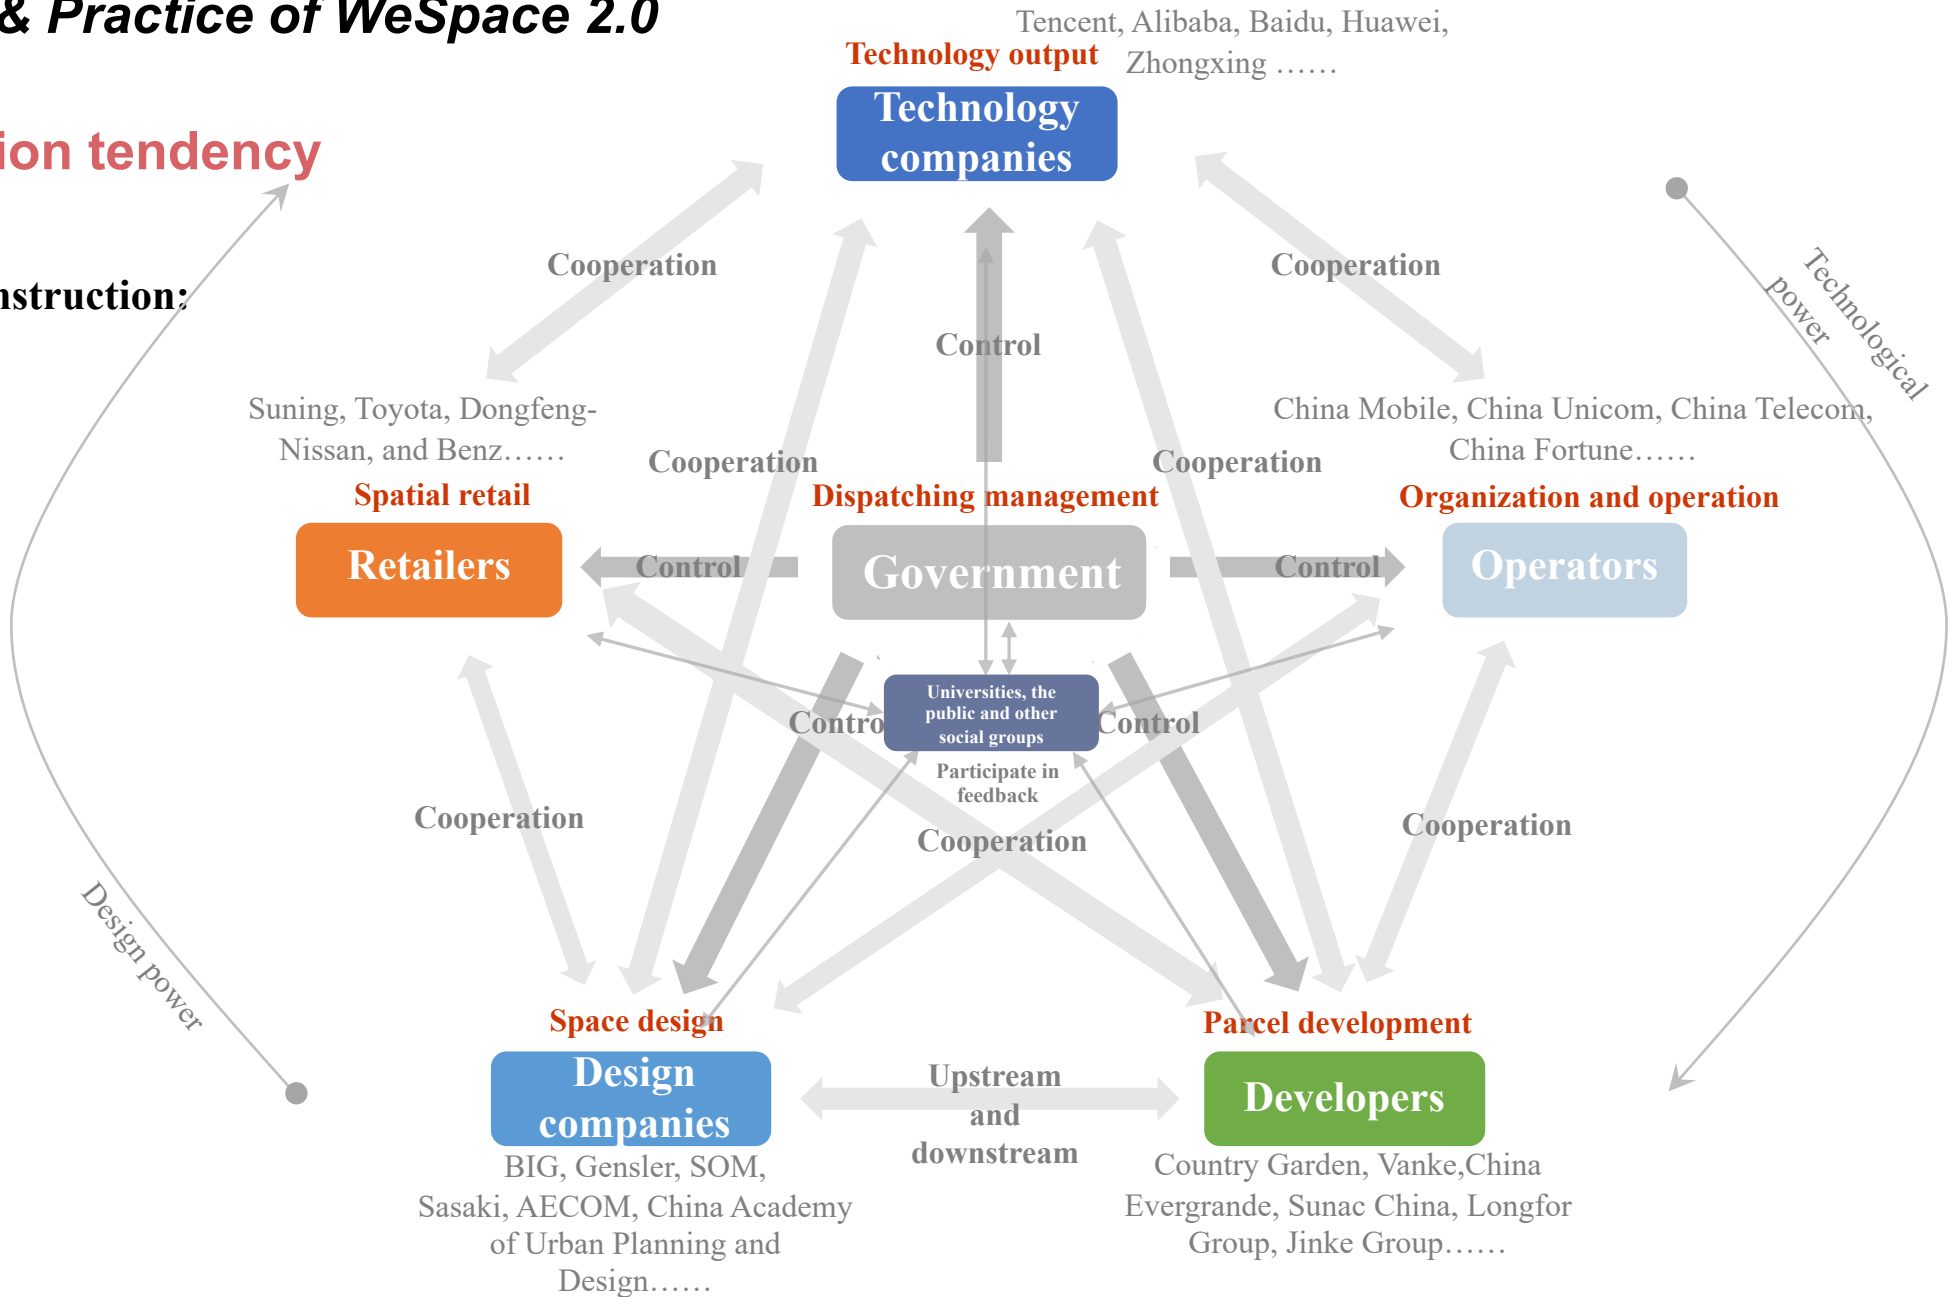 & Practice of WeSpace 2.0
Tencent, Alibaba, Baidu, Huawei,
Zhongxing ……
Technology output
Technology
companies
ion tendency
nstruction:
Cooperation
Cooperation
Technological
power
Control
Suning, Toyota, Dongfeng-
Nissan, and Benz……
China Mobile, China Unicom, China Telecom,
China Fortune……
Cooperation
Cooperation
Spatial retail
Dispatching management
Organization and operation
Retailers
Control
Government
Control
Operators
Universities, the
public and other
social groups
Contro
Control
Participate in
feedback
Cooperation
Cooperation
Cooperation
Design power
Space design
Parcel development
Design
companies
Upstream
and
downstream
Developers
BIG, Gensler, SOM,
Sasaki, AECOM, China Academy
of Urban Planning and
Design……
Country Garden, Vanke,China
Evergrande, Sunac China, Longfor
Group, Jinke Group……